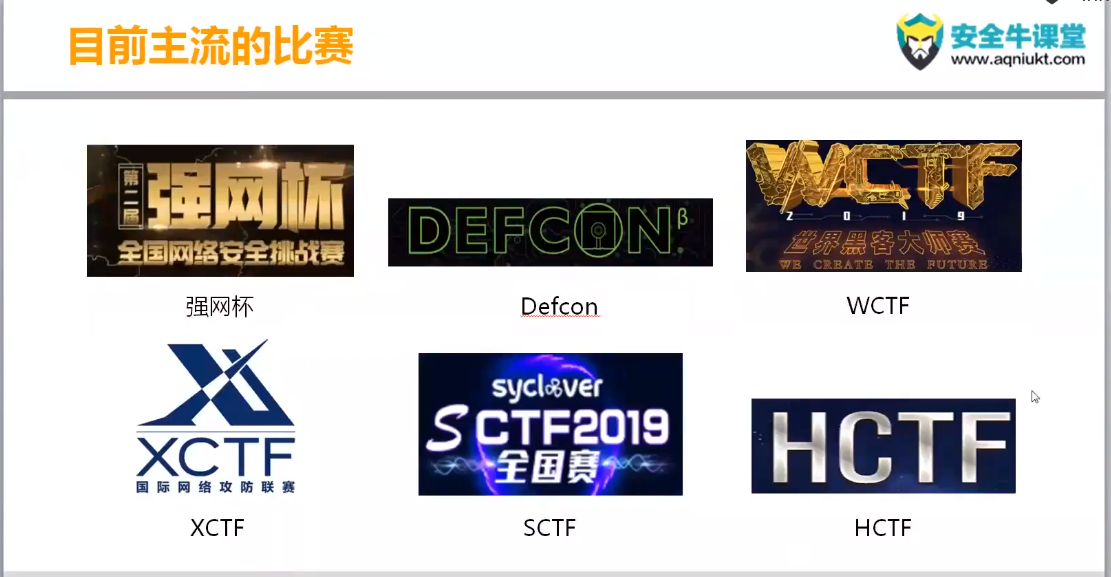 目前主流的比赛
安全牛课堂
www.aqniukt.com
第二届
强网杯
全国网络安全挑战赛
强网杯
DEFCON β
Defcon
WCTF
2019
世界黑客大师赛
WE CREATE THE FUTURE
WCTF
XCTF
国际网络攻防联赛
XCTF
syclover
SCTF2019
全国赛
SCTF
HCTF
HCTF